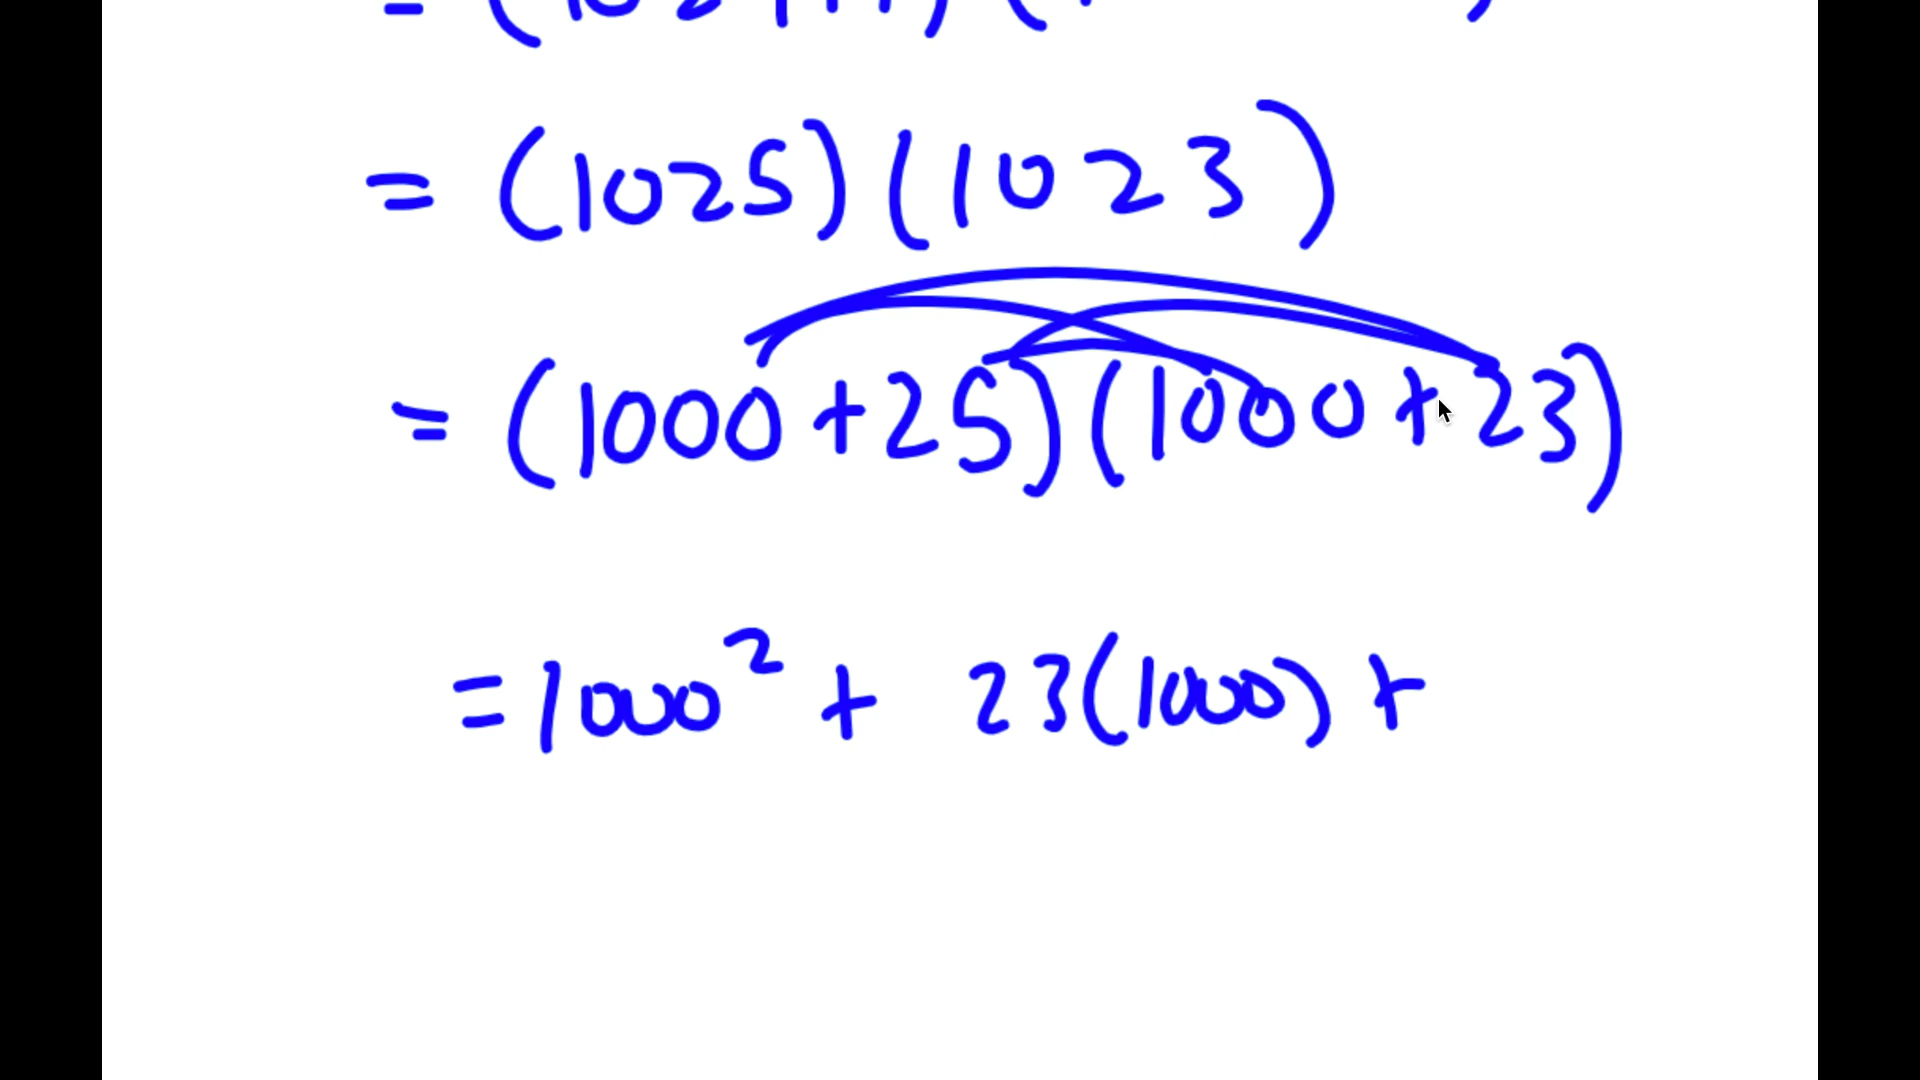 = (1025)(1023)
= (1000+25)(1000+23)
= 1000² + 23(1000) +